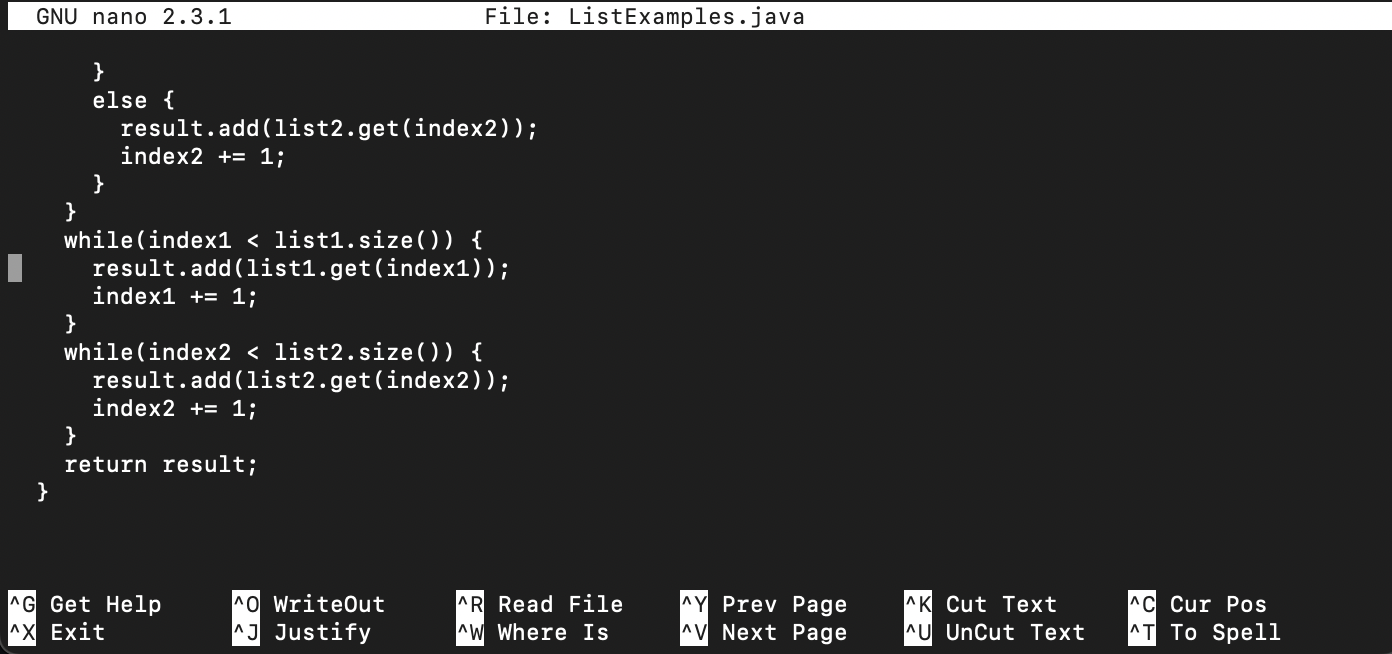 GNU nano 2.3.1                  File: ListExamples.java

      }
      else {
        result.add(list2.get(index2));
        index2 += 1;
      }
    }
    while(index1 < list1.size()) {
      result.add(list1.get(index1));
      index1 += 1;
    }
    while(index2 < list2.size()) {
      result.add(list2.get(index2));
      index2 += 1;
    }
    return result;
  }

^G Get Help     ^O WriteOut     ^R Read File    ^Y Prev Page    ^K Cut Text     ^C Cur Pos
^X Exit         ^J Justify      ^W Where Is     ^V Next Page    ^U UnCut Text   ^T To Spell